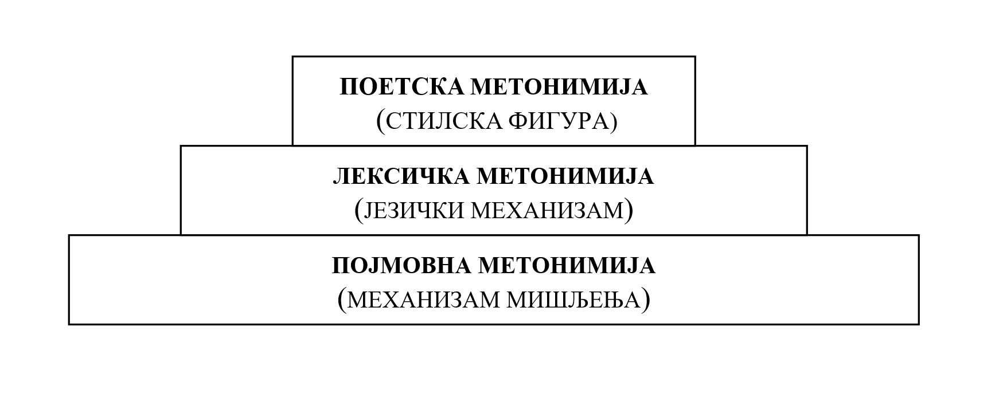 ПОЕТСКА МЕТОНИМИЈА
(СТИЛСКА ФИГУРА)
ЛЕКСИЧКА МЕТОНИМИЈА
(ЈЕЗИЧКИ МЕХАНИЗАМ)
ПОЈМОВНА МЕТОНИМИЈА
(МЕХАНИЗАМ МИШЉЕЊА)